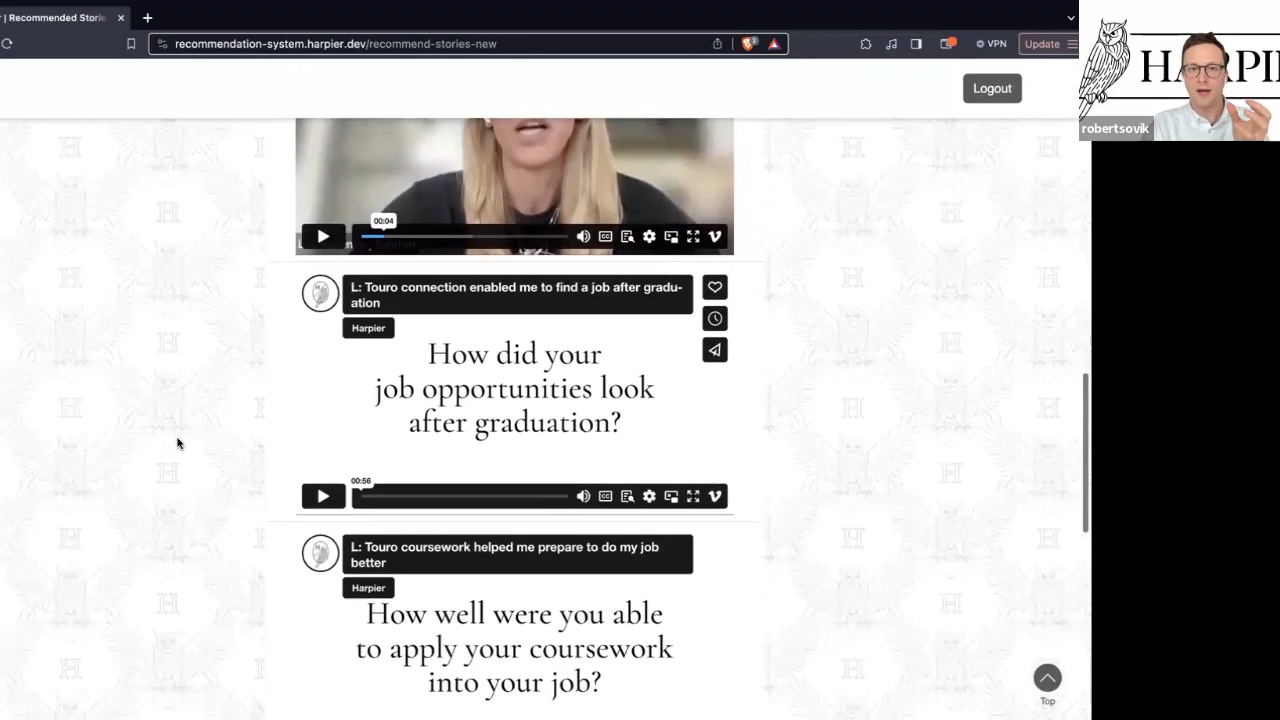 r | Recommended Storie
recommendation-system.harpier.dev/recommend-stories-new
VPN
Update
Logout
HARPI
robertsovik
00:04
CC
L: Touro connection enabled me to find a job after gradu-
ation
Harpier
How did your
job opportunities look
after graduation?
00:56
CC
L: Touro coursework helped me prepare to do my job
better
Harpier
How well were you able
to apply your coursework
into your job?
Top